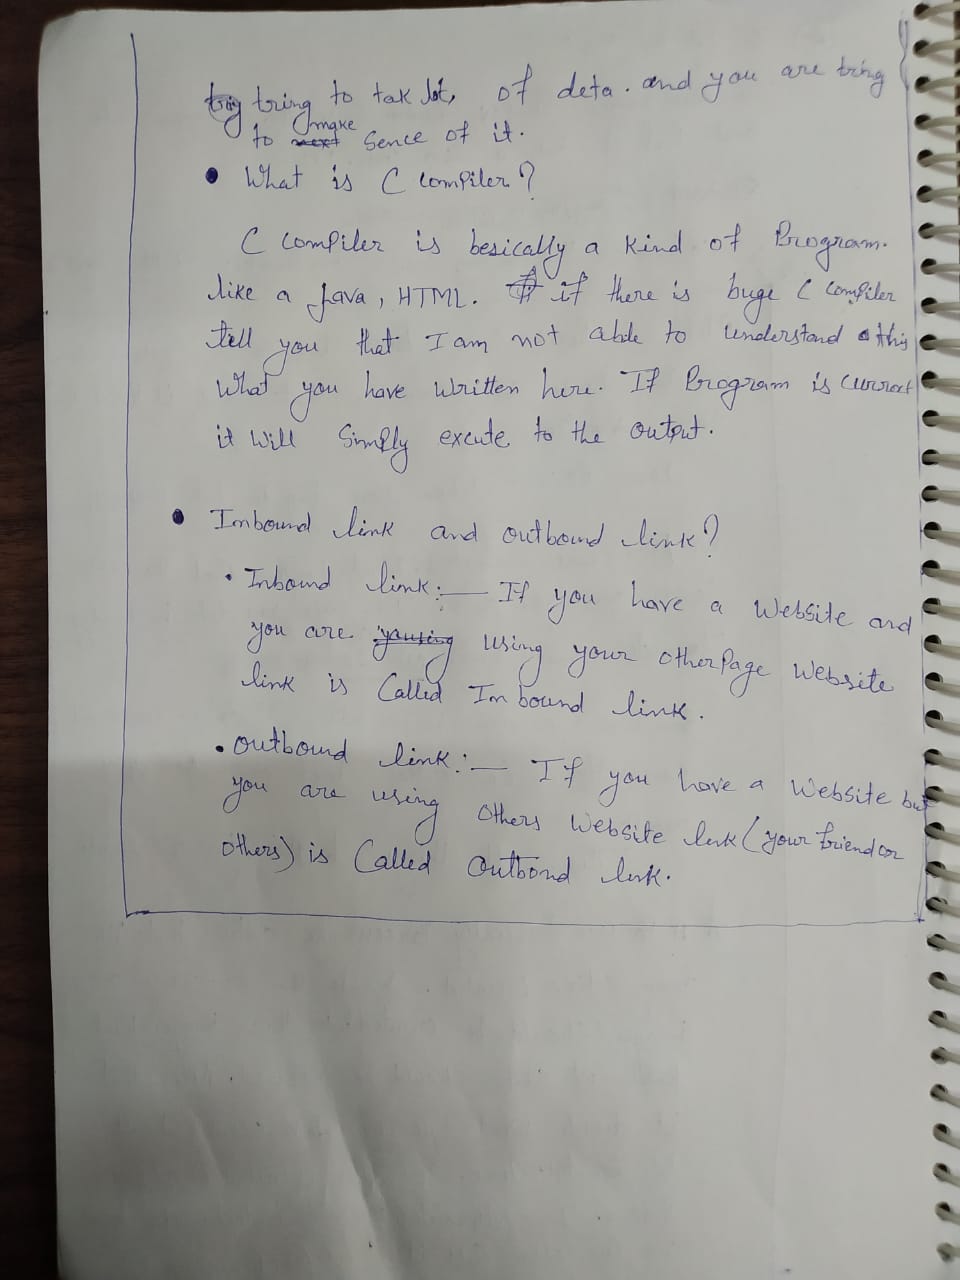 tring to tak lot, of deta. and you are tring
to make sence of it.
• What is C Compiler?
C Compiler is besically a kind of Program.
like a Java, HTML. if there is buge C Compiler
tell you that I am not able to understand this
What you have written here. If Program is currect
it will Simply excute to the output.
• Inbound link and outbound link?
• Inbound link:— If you have a Website and
you are using your other Page Website
link is Called Inbound link.
• Outbound link:— If you have a Website but
you are using others Website link (your friend or
others) is Called Outbond link.